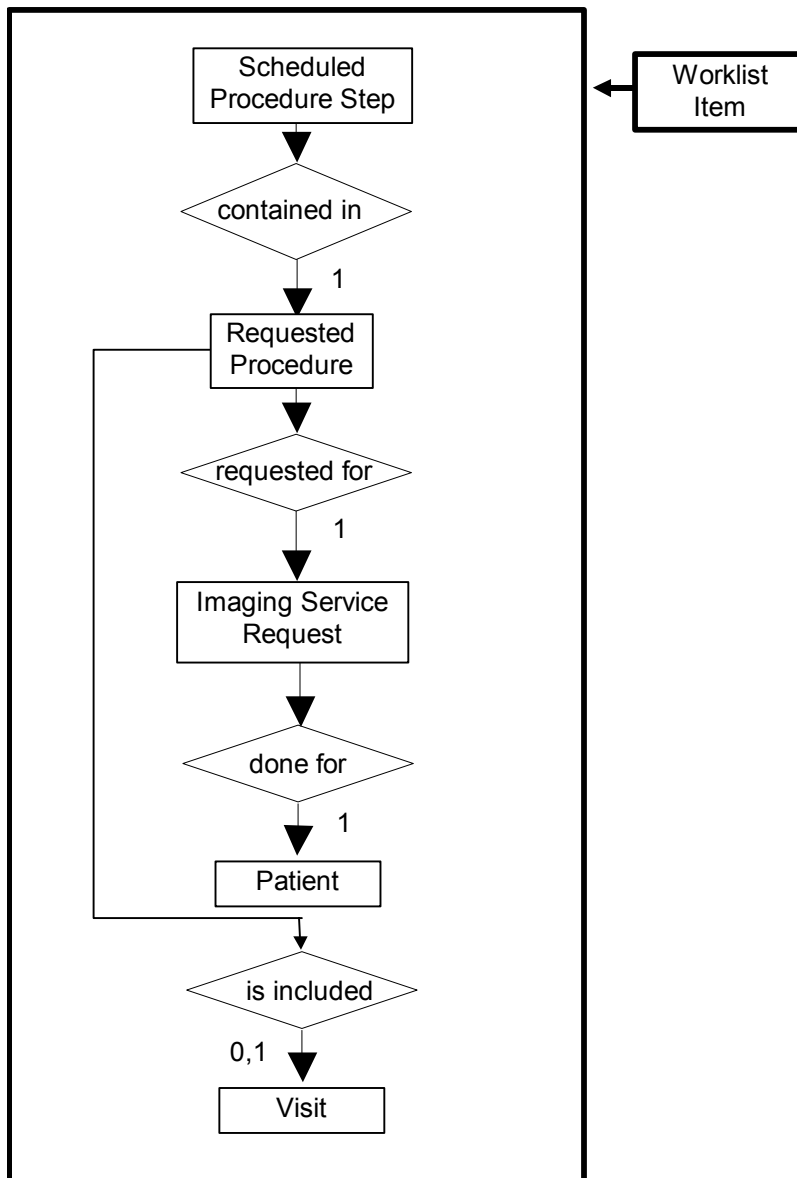 Scheduled
Procedure Step
Worklist
Item
contained in
1
Requested
Procedure
requested for
1
Imaging Service
Request
done for
1
Patient
is included
0,1
Visit